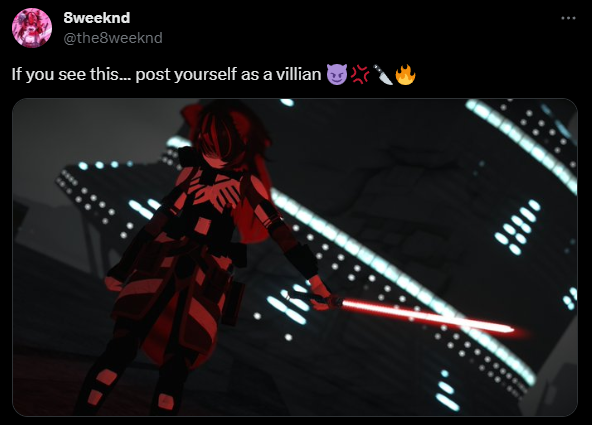 8weeknd
@the8weeknd
If you see this... post yourself as a villian 😈💢🔪🔥